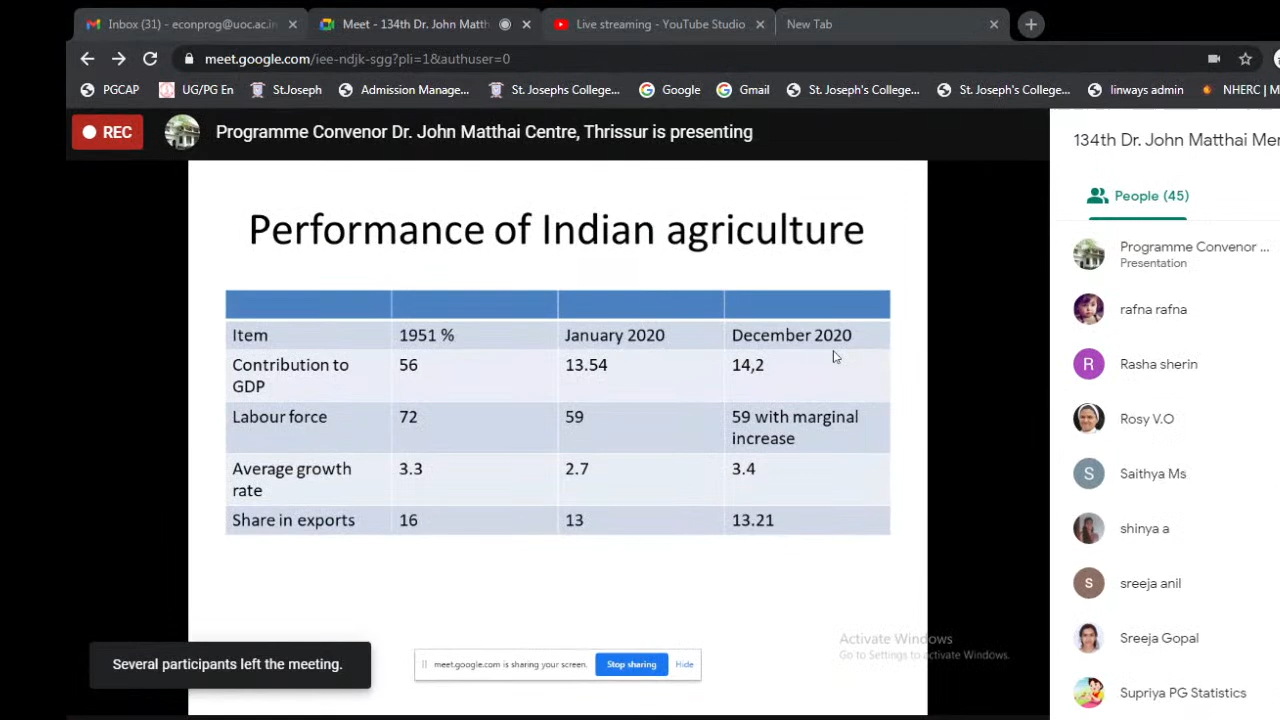 Inbox (31) - econprog@uoc.ac.in
Meet - 134th Dr. John Matth
Live streaming - YouTube Studio
New Tab
meet.google.com/iee-ndjk-sgg?pli=1&authuser=0
PGCAP
UG/PG En
StJoseph
Admission Manage...
St. Josephs College...
Google
Gmail
St. Joseph's College...
St. Joseph's College...
linways admin
NHERC | M
REC
Programme Convenor Dr. John Matthai Centre, Thrissur is presenting
134th Dr. John Matthai Mer
People (45)
Programme Convenor ...
Presentation
rafna rafna
R
Rasha sherin
Rosy V.O
S
Saithya Ms
shinya a
s
sreeja anil
Sreeja Gopal
Supriya PG Statistics
Performance of Indian agriculture
Item 1951 % January 2020 December 2020
Contribution to 56 13.54 14,2
GDP
Labour force 72 59 59 with marginal
increase
Average growth 3.3 2.7 3.4
rate
Share in exports 16 13 13.21
Several participants left the meeting.
meet.google.com is sharing your screen.
Stop sharing
Hide
Activate Windows
Go to Settings to activate Windows.